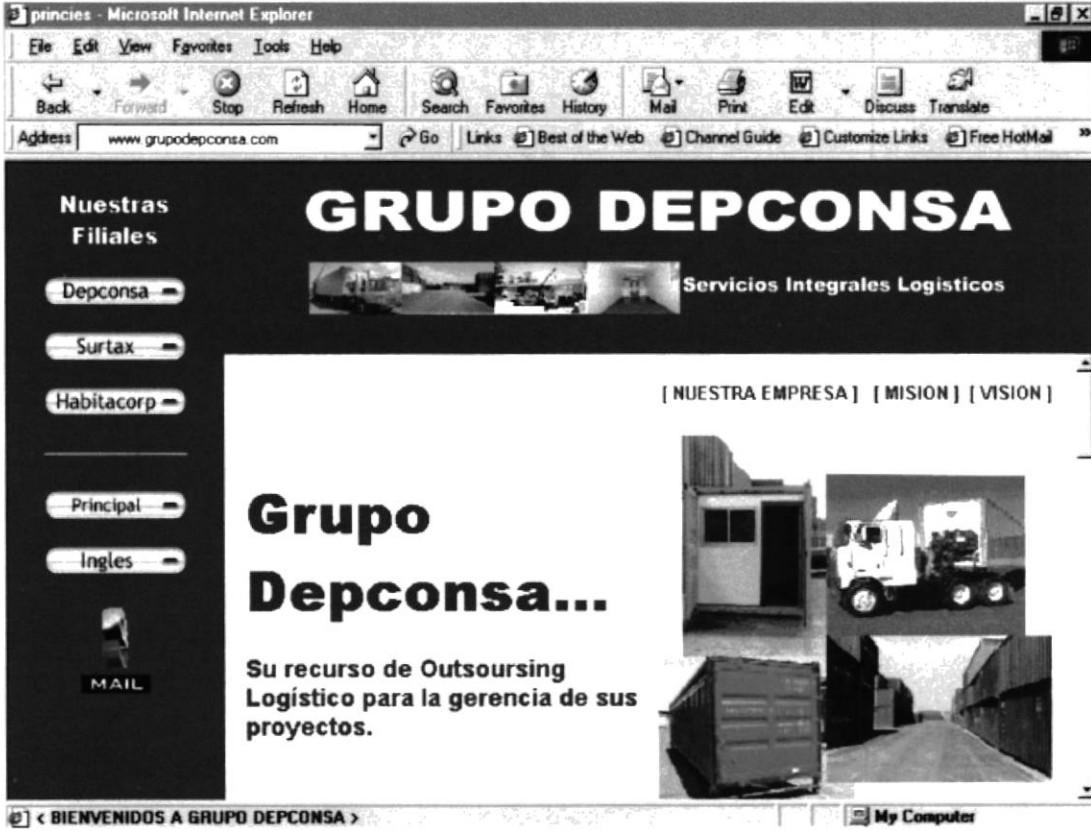 princies - Microsoft Internet Explorer
File Edit View Favorites Tools Help
Back Forward Stop Refresh Home Search Favorites History Mail Print Edit Discuss Translate
Address www.grupodepconsa.com Go Links Best of the Web Channel Guide Customize Links Free HotMail »
Nuestras
Filiales
Depconsa
Surtax
Habitacorp
Principal
Ingles
MAIL
GRUPO DEPCONSA
Servicios Integrales Logisticos
[ NUESTRA EMPRESA ] [ MISION ] [ VISION ]
Grupo
Depconsa...
Su recurso de Outsoursing
Logístico para la gerencia de sus
proyectos.
< BIENVENIDOS A GRUPO DEPCONSA > My Computer